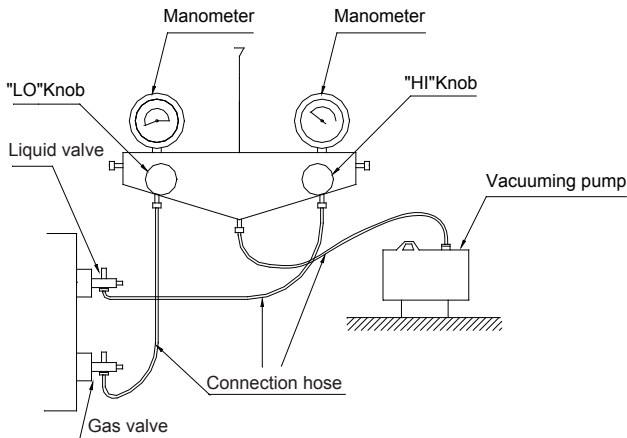 Manometer
Manometer
"LO"Knob
"HI"Knob
Liquid valve
Vacuuming pump
Connection hose
Gas valve